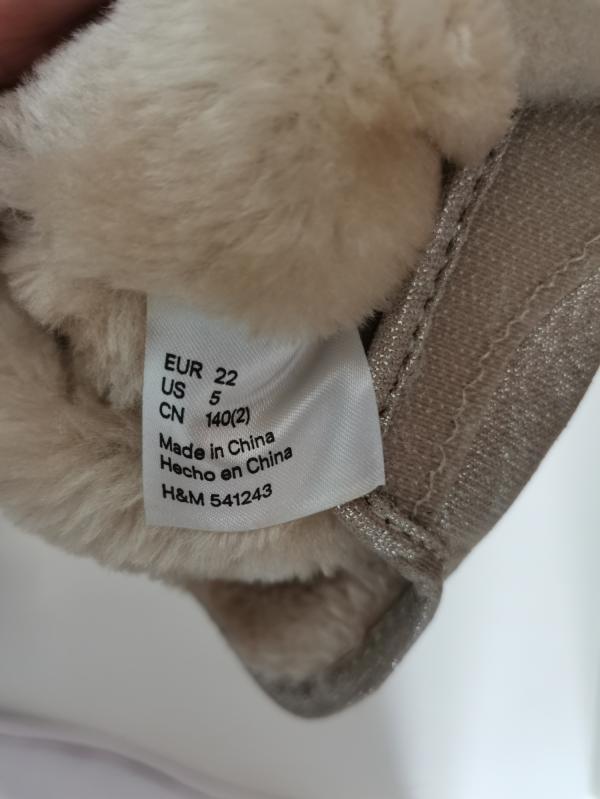 EUR 22
US 5
CN 140(2)
Made in China
Hecho en China
H&M 541243